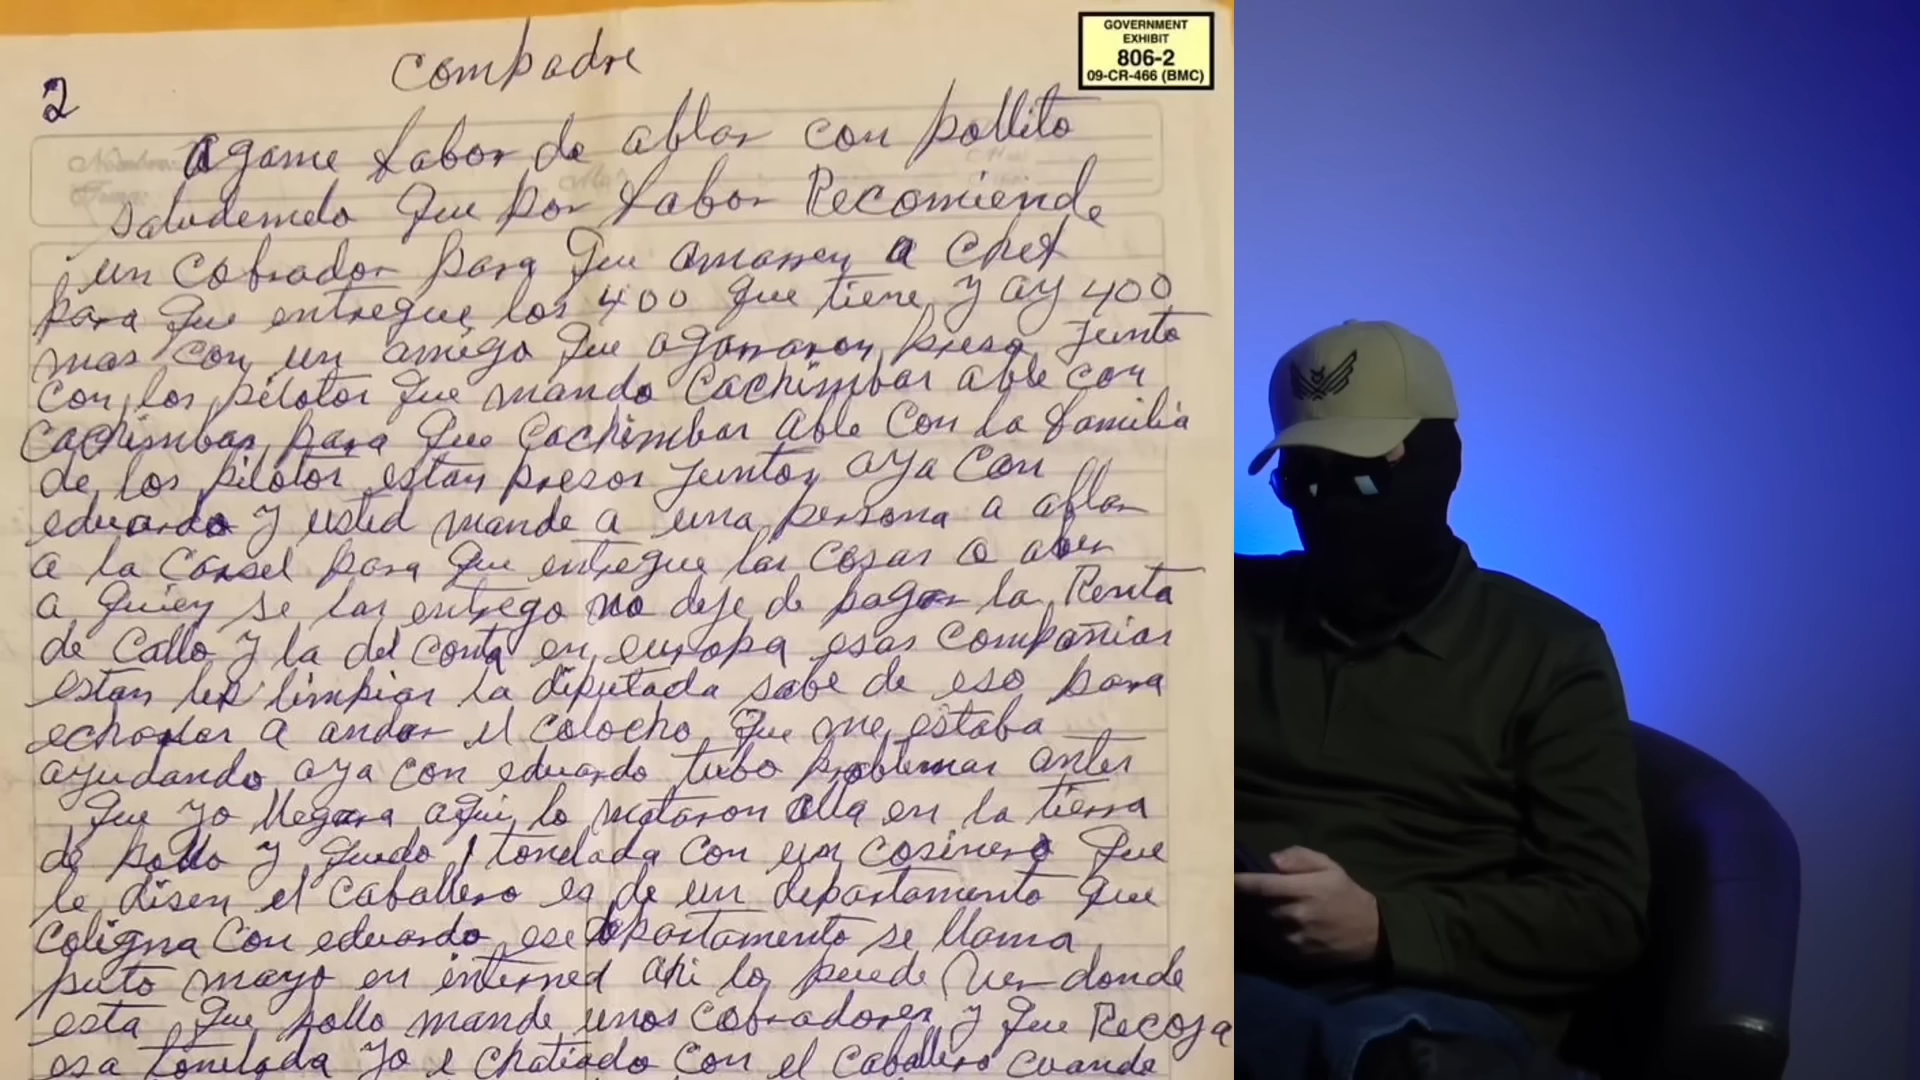 GOVERNMENT
EXHIBIT
806-2
09-CR-466 (BMC)
2
compadre
agame fabor de ablar con pollito
saludemelo que por fabor Recomiende
un cobrador para que amarren a Chef
para que entregue los 400 que tiene y ay 400
mas con un amigo que agarraron preso junto
con los pilotos que mando Cachimbar able con
cachimbar para que cachimbar able con la familia
de los pilotos estan presos juntos aya con
eduardo y usted mande a una persona a ablar
a la carsel para que entregue las cosas o aber
a quien se las entrego no deje de pagar la Renta
de callo y la del conta en europa esas compañias
estan limpias la diputada sabe de eso para
echarlas a andar el colocho que me estaba
ayudando aya con eduardo tubo problemas antes
que yo llegara aqui lo mataron alla en la tierra
de pollo y quedo 1 tonelada con un cosinero que
le disen el caballero es de un departamento que
coligna con eduardo ese departamento se llama
puto mayo en interned ahi lo puede ver donde
esta que pollo mande unos cobradores y que Recoja
esa tonelada yo e chatiado con el caballero cuando